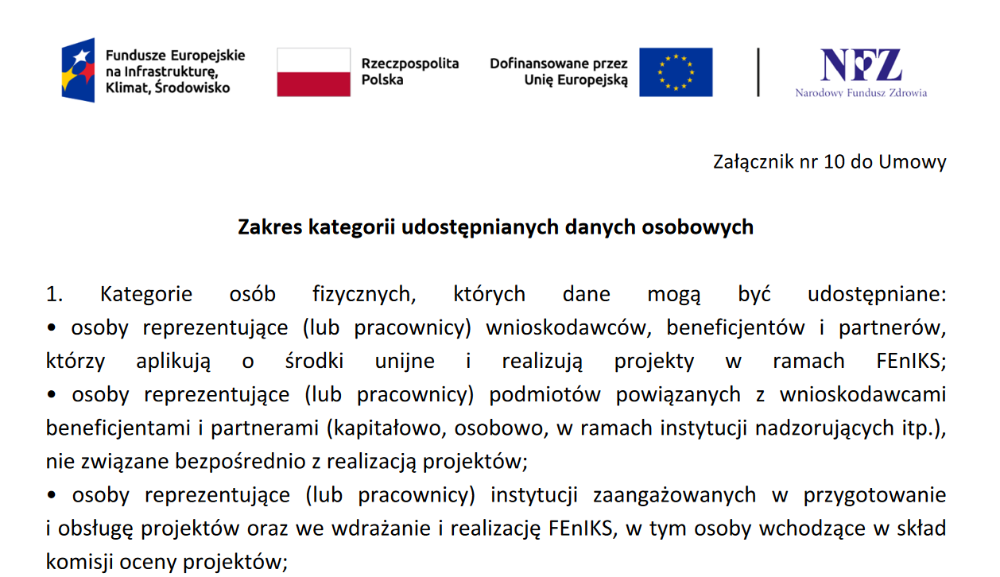 Fundusze Europejskie
na Infrastrukturę,
Klimat, Środowisko
Rzeczpospolita
Polska
Dofinansowane przez
Unię Europejską
NFZ
Narodowy Fundusz Zdrowia
Załącznik nr 10 do Umowy
Zakres kategorii udostępnianych danych osobowych
1. Kategorie osób fizycznych, których dane mogą być udostępniane:
• osoby reprezentujące (lub pracownicy) wnioskodawców, beneficjentów i partnerów,
którzy aplikują o środki unijne i realizują projekty w ramach FEnIKS;
• osoby reprezentujące (lub pracownicy) podmiotów powiązanych z wnioskodawcami
beneficjentami i partnerami (kapitałowo, osobowo, w ramach instytucji nadzorujących itp.),
nie związane bezpośrednio z realizacją projektów;
• osoby reprezentujące (lub pracownicy) instytucji zaangażowanych w przygotowanie
i obsługę projektów oraz we wdrażanie i realizację FEnIKS, w tym osoby wchodzące w skład
komisji oceny projektów;